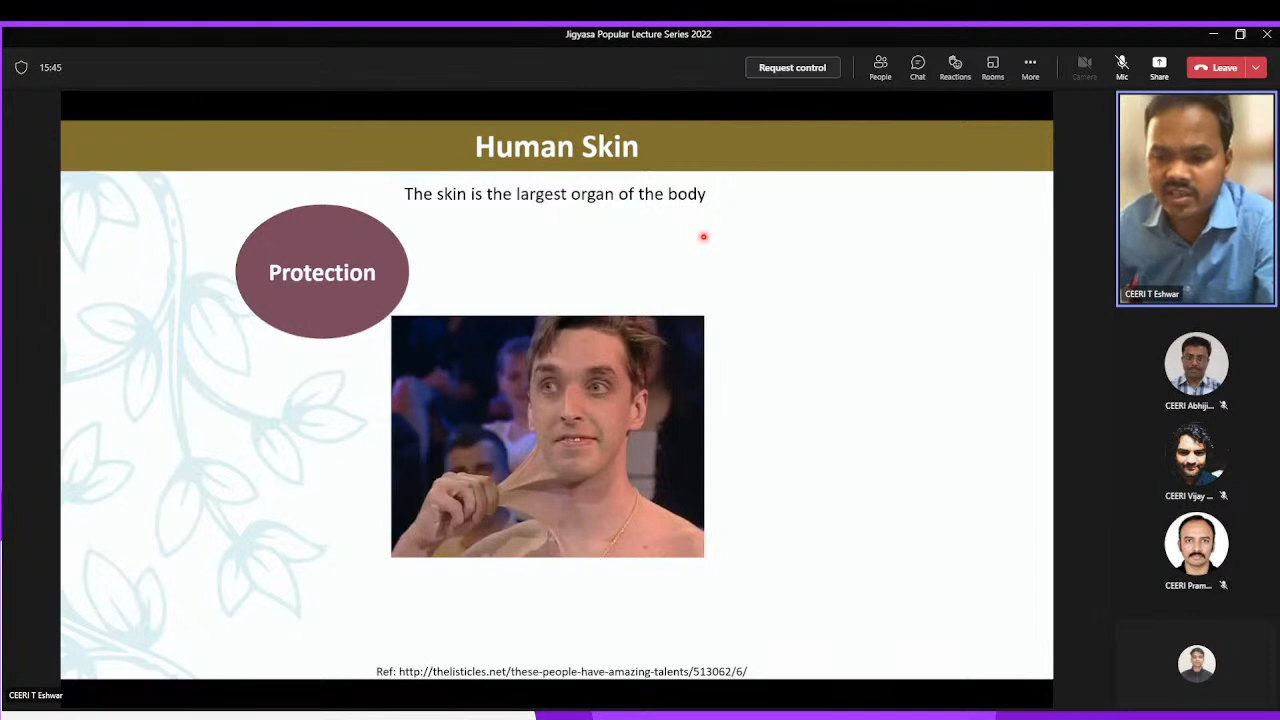 Jigyasa Popular Lecture Series 2022
15:45
Request control
People
Chat
Reactions
Rooms
More
Camera
Mic
Share
Leave
Human Skin
The skin is the largest organ of the body
Protection
Ref: http://thelisticles.net/these-people-have-amazing-talents/513062/6/
CEERI T Eshwar
CEERI Abhiji...
CEERI Vijay ...
CEERI Pram...
CEERI T Eshwar